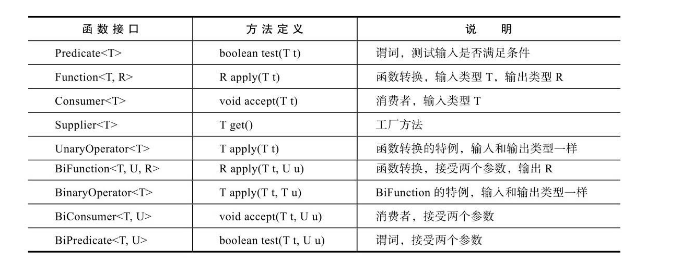 函数接口 方法定义 说 明
Predicate<T> boolean test(T t) 谓词，测试输入是否满足条件
Function<T, R> R apply(T t) 函数转换，输入类型 T，输出类型 R
Consumer<T> void accept(T t) 消费者，输入类型 T
Supplier<T> T get() 工厂方法
UnaryOperator<T> T apply(T t) 函数转换的特例，输入和输出类型一样
BiFunction<T, U, R> R apply(T t, U u) 函数转换，接受两个参数，输出 R
BinaryOperator<T> T apply(T t, T u) BiFunction 的特例，输入和输出类型一样
BiConsumer<T, U> void accept(T t, U u) 消费者，接受两个参数
BiPredicate<T, U> boolean test(T t, U u) 谓词，接受两个参数